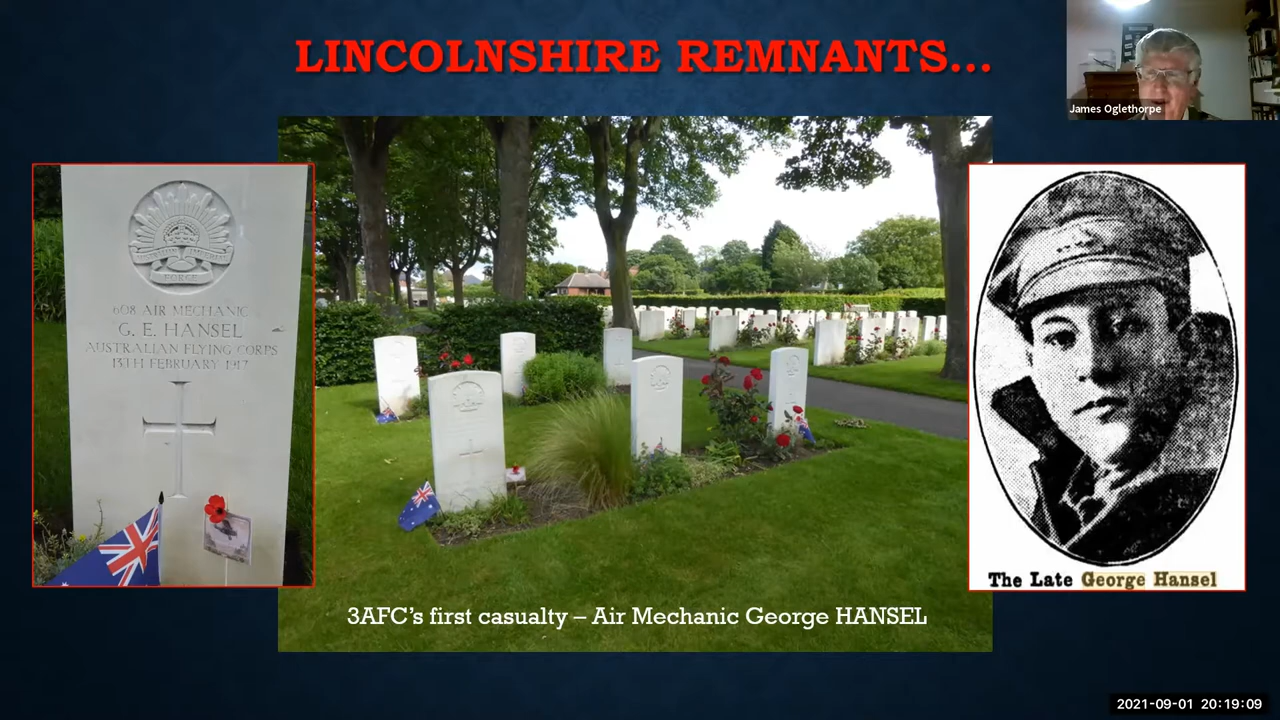 LINCOLNSHIRE REMNANTS...
James Oglethorpe
FORCE
608 AIR MECHANIC
G. E. HANSEL
AUSTRALIAN FLYING CORPS
13TH FEBRUARY 1917
The Late George Hansel
3AFC's first casualty – Air Mechanic George HANSEL
2021-09-01 20:19:09